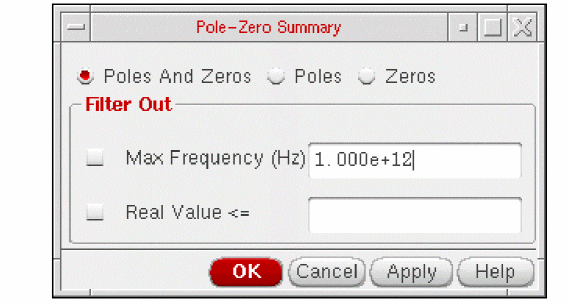 Pole-Zero Summary
Poles And Zeros Poles Zeros
Filter Out
Max Frequency (Hz) 1.000e+12
Real Value <=
OK Cancel Apply Help